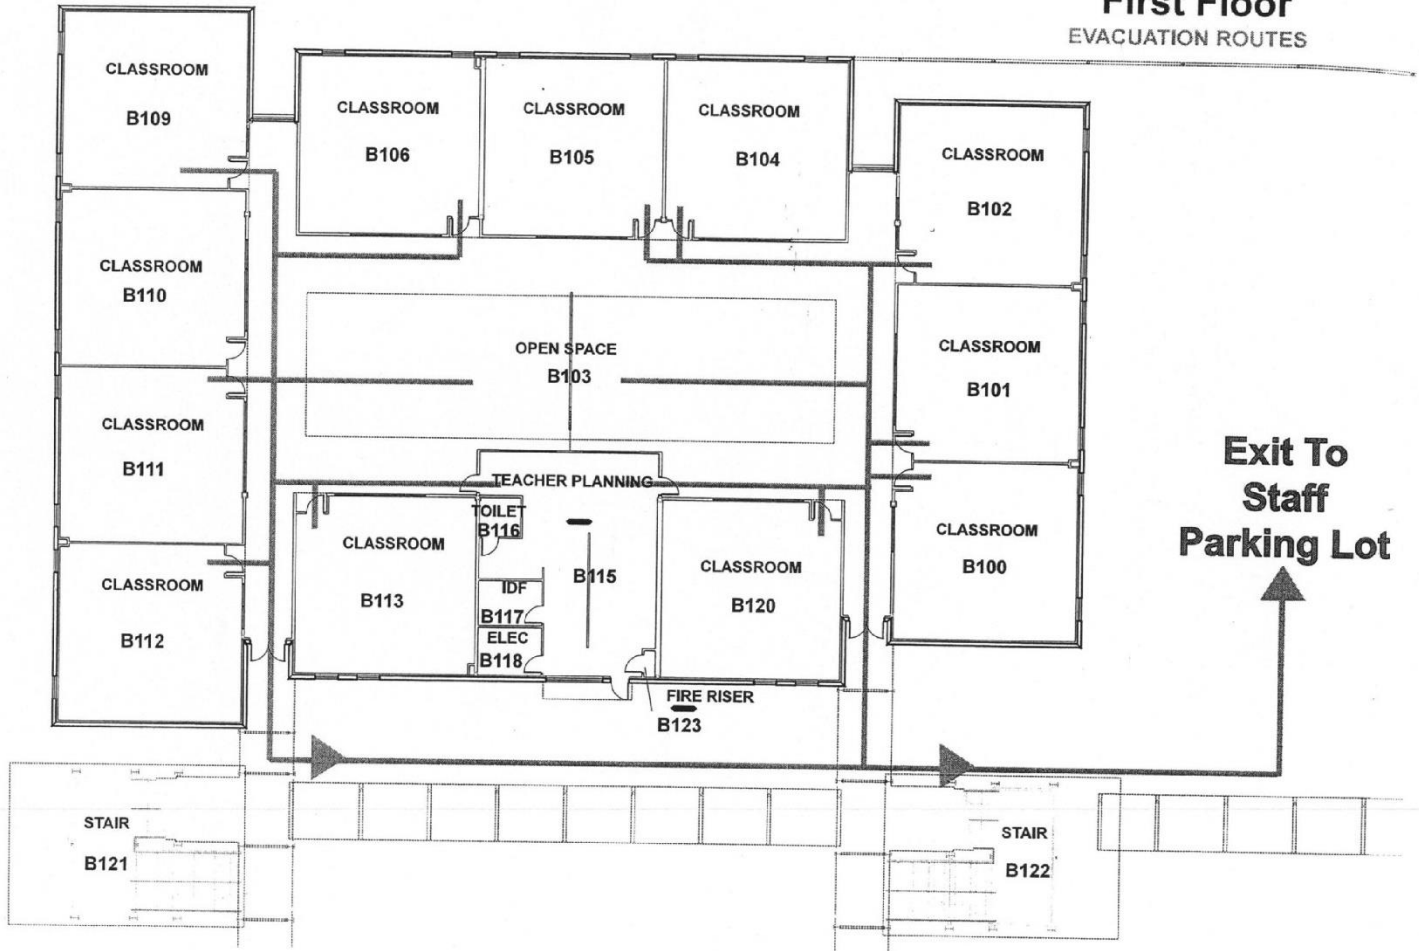 First Floor
EVACUATION ROUTES
CLASSROOM
B109
CLASSROOM
B106
CLASSROOM
B105
CLASSROOM
B104
CLASSROOM
B102
CLASSROOM
B110
OPEN SPACE
B103
CLASSROOM
B101
CLASSROOM
B111
TEACHER PLANNING
TOILET
B116
CLASSROOM
B113
IDF
B117
ELEC
B118
B115
CLASSROOM
B120
CLASSROOM
B100
CLASSROOM
B112
FIRE RISER
B123
Exit To
Staff
Parking Lot
STAIR
B121
STAIR
B122